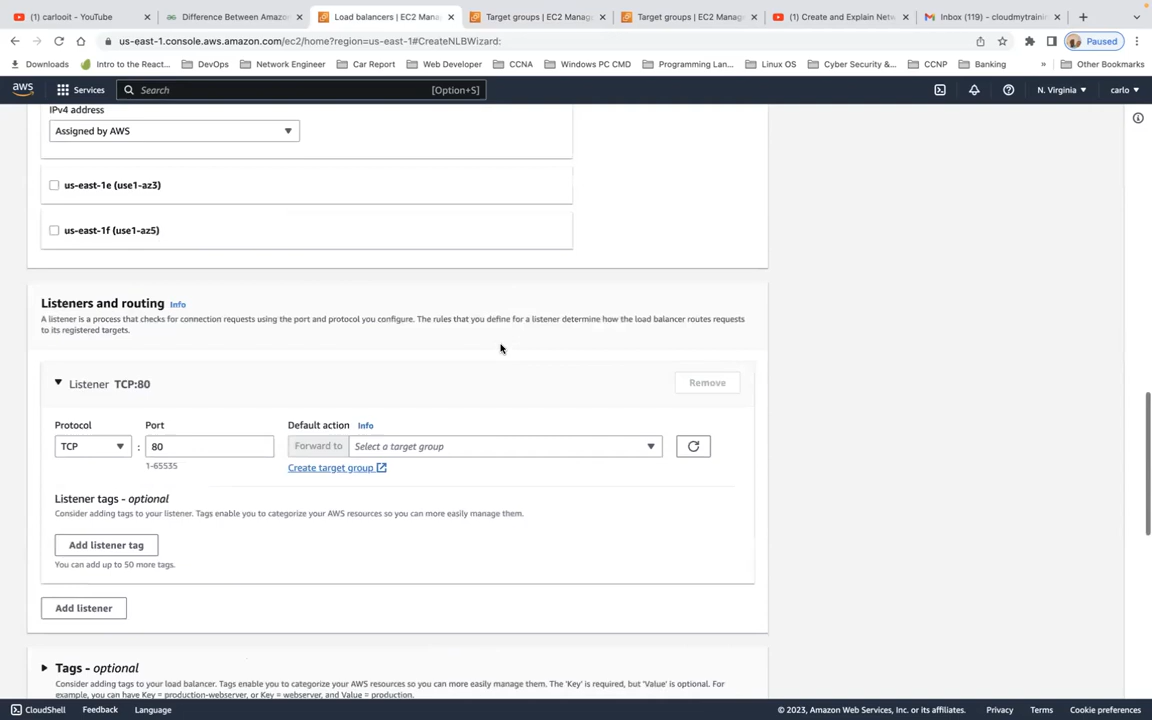 carloit - YouTube
Difference Between Amazo
Load balancers | EC2 Mana
Target groups | EC2 Manag
Target groups | EC2 Manag
(1) Create and Explain Netw
Inbox (119) - cloudmytrainin
us-east-1.console.aws.amazon.com/ec2/home?region=us-east-1#CreateNLBWizard:
Paused
Downloads
Intro to the React...
DevOps
Network Engineer
Car Report
Web Developer
CCNA
Windows PC CMD
Programming Lan...
Linux OS
Cyber Security &...
CCNP
Banking
»
Other Bookmarks
aws
Services
Search
[Option+S]
N. Virginia
carlo
IPv4 address
Assigned by AWS
us-east-1e (use1-az3)
us-east-1f (use1-az5)
Listeners and routing Info
A listener is a process that checks for connection requests using the port and protocol you configure. The rules that you define for a listener determine how the load balancer routes requests
to its registered targets.
Listener TCP:80
Remove
Protocol
Port
Default action Info
TCP
:
80
Forward to
Select a target group
1-65535
Create target group
Listener tags - optional
Consider adding tags to your listener. Tags enable you to categorize your AWS resources so you can more easily manage them.
Add listener tag
You can add up to 50 more tags.
Add listener
Tags - optional
Consider adding tags to your load balancer. Tags enable you to categorize your AWS resources so you can more easily manage them. The 'Key' is required, but 'Value' is optional. For
example, you can have Key = production-webserver, or Key = webserver, and Value = production.
CloudShell
Feedback
Language
© 2023, Amazon Web Services, Inc. or its affiliates.
Privacy
Terms
Cookie preferences